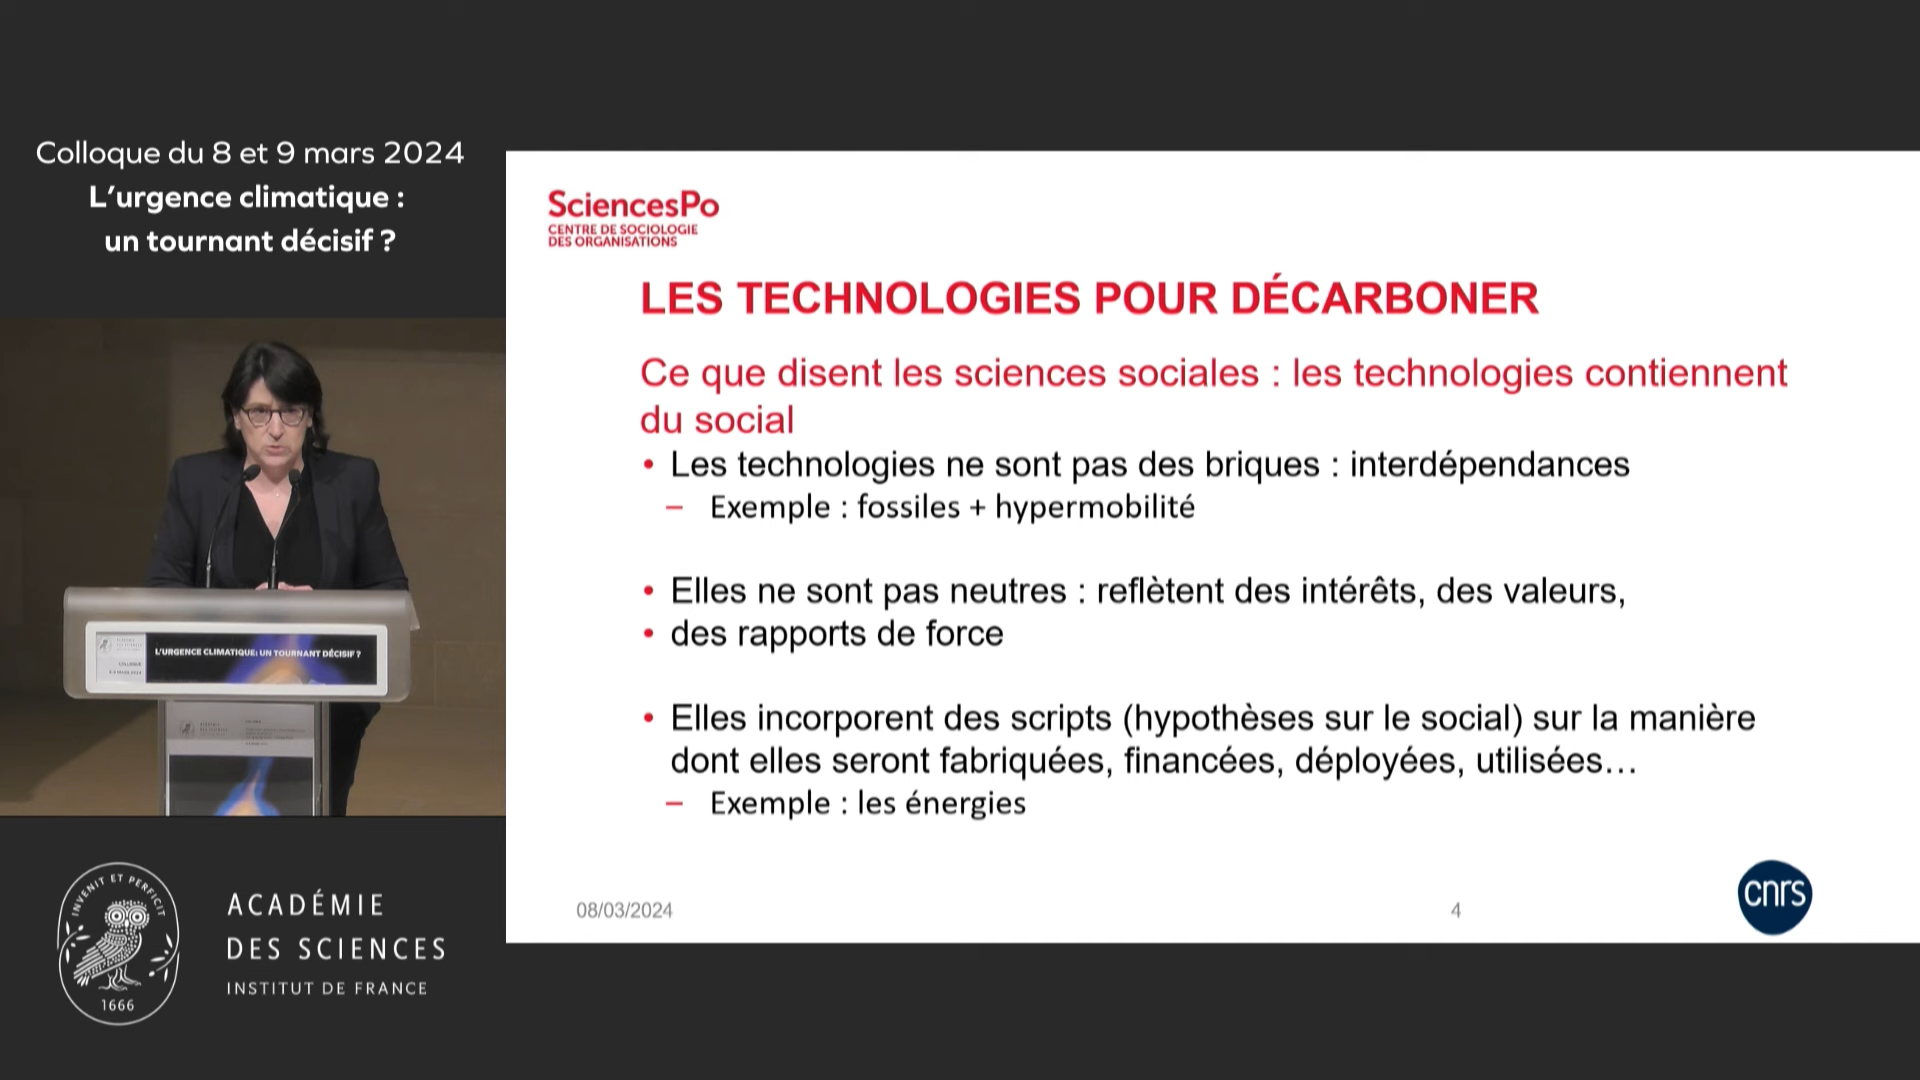 Colloque du 8 et 9 mars 2024
L'urgence climatique :
un tournant décisif ?
SciencesPo
CENTRE DE SOCIOLOGIE
DES ORGANISATIONS
LES TECHNOLOGIES POUR DÉCARBONER
Ce que disent les sciences sociales : les technologies contiennent
du social
• Les technologies ne sont pas des briques : interdépendances
– Exemple : fossiles + hypermobilité
• Elles ne sont pas neutres : reflètent des intérêts, des valeurs,
• des rapports de force
• Elles incorporent des scripts (hypothèses sur le social) sur la manière
dont elles seront fabriquées, financées, déployées, utilisées…
– Exemple : les énergies
08/03/2024
4
cnrs
L'URGENCE CLIMATIQUE: UN TOURNANT DÉCISIF ?
INVENIT ET PERFICIT
1666
ACADÉMIE
DES SCIENCES
INSTITUT DE FRANCE